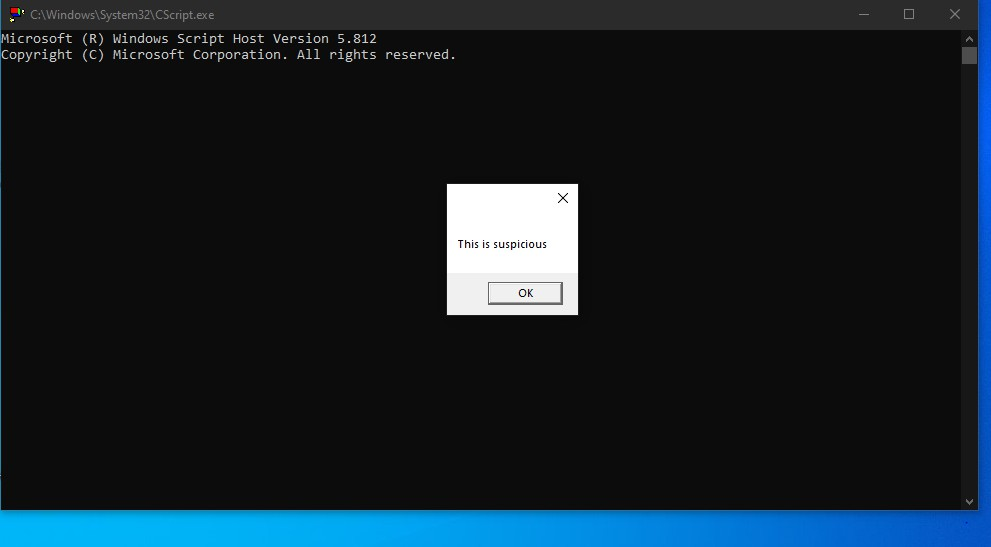 C:\Windows\System32\CScript.exe
Microsoft (R) Windows Script Host Version 5.812
Copyright (C) Microsoft Corporation. All rights reserved.
This is suspicious
OK